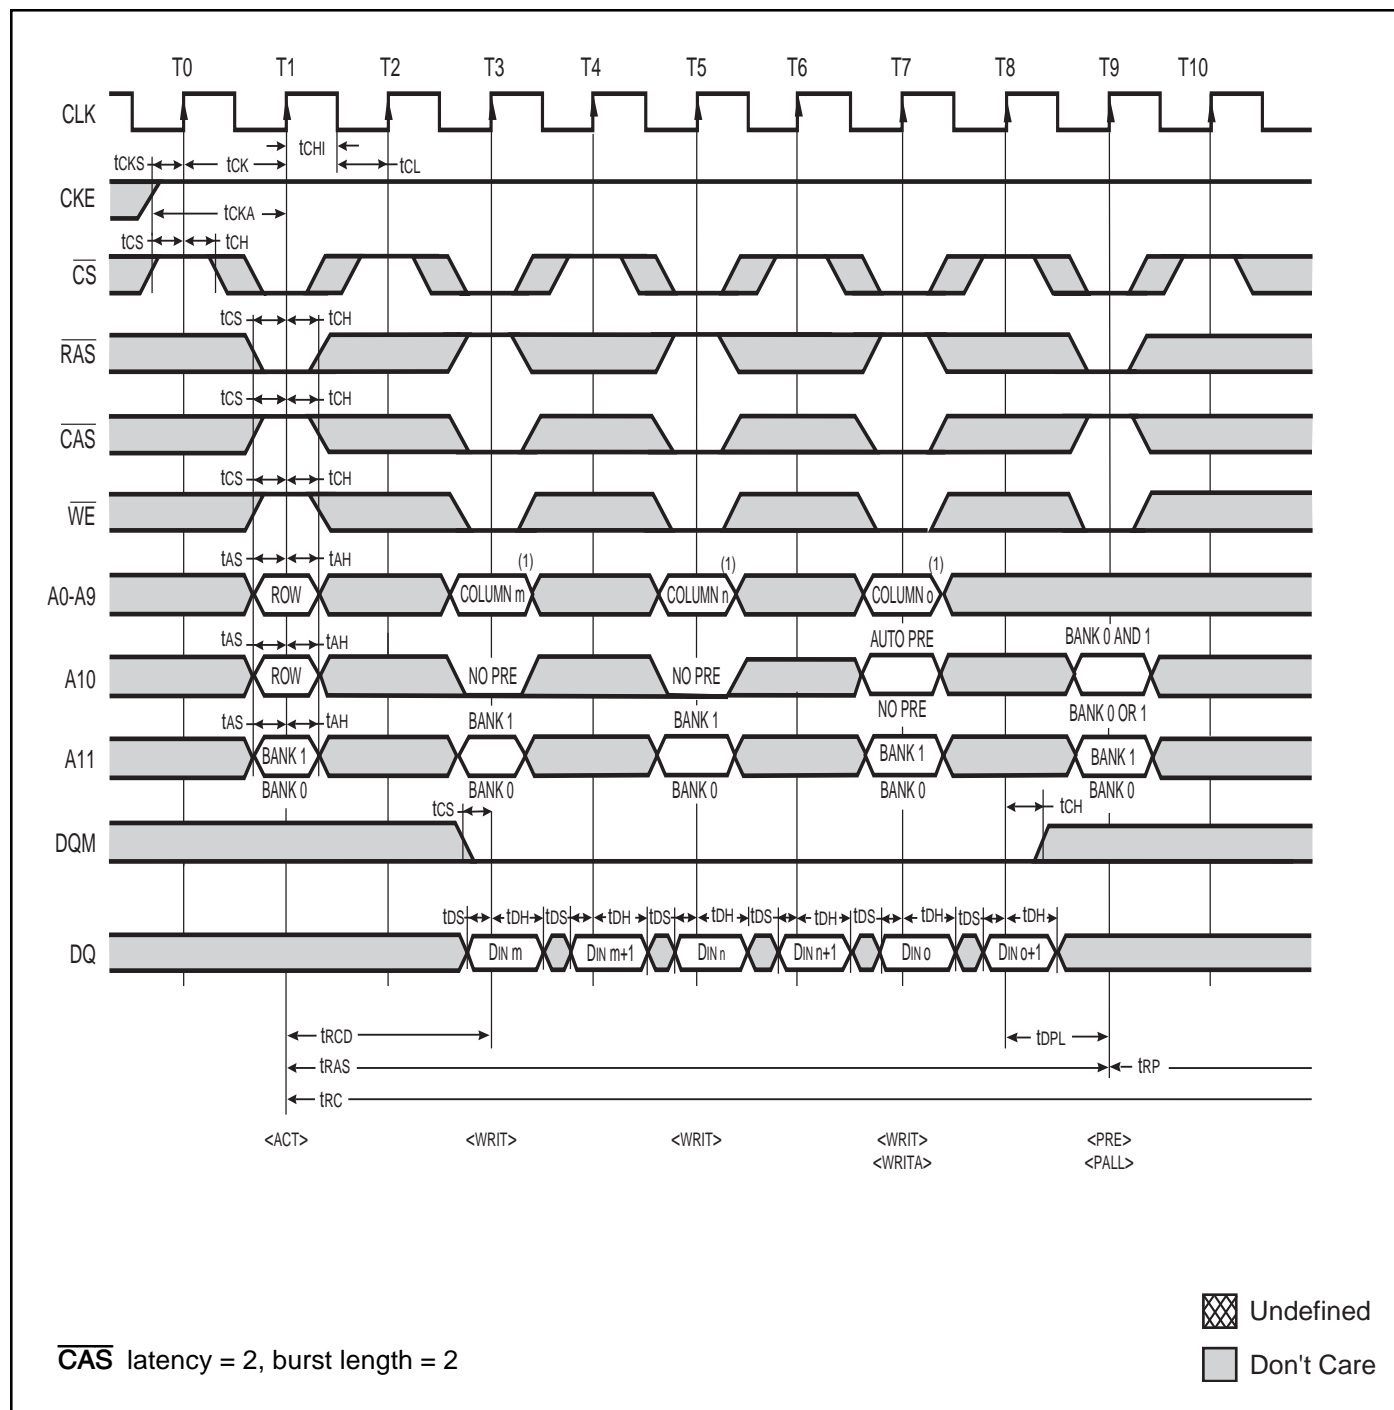 T0 T1 T2 T3 T4 T5 T6 T7 T8 T9 T10
CLK
tCHI
tCKS tCK tCL
CKE
tCKA
tCS tCH
CS
tCS tCH
RAS
tCS tCH
CAS
tCS tCH
WE
tAS tAH (1) (1) (1)
A0-A9 ROW COLUMN m COLUMN n COLUMN o
tAS tAH AUTO PRE BANK 0 AND 1
A10 ROW NO PRE NO PRE
NO PRE BANK 0 OR 1
tAS tAH BANK 1 BANK 1
A11 BANK 1 BANK 1 BANK 1
BANK 0 BANK 0 BANK 0 BANK 0 BANK 0
tCS tCH
DQM
tDS tDH tDS tDH tDS tDH tDS tDH tDS tDH tDS tDH
DQ DIN m DIN m+1 DIN n DIN n+1 DIN o DIN o+1
tRCD tDPL
tRAS tRP
tRC
<ACT> <WRIT> <WRIT> <WRIT> <PRE>
<WRITA> <PALL>
Undefined
CAS latency = 2, burst length = 2
Don't Care